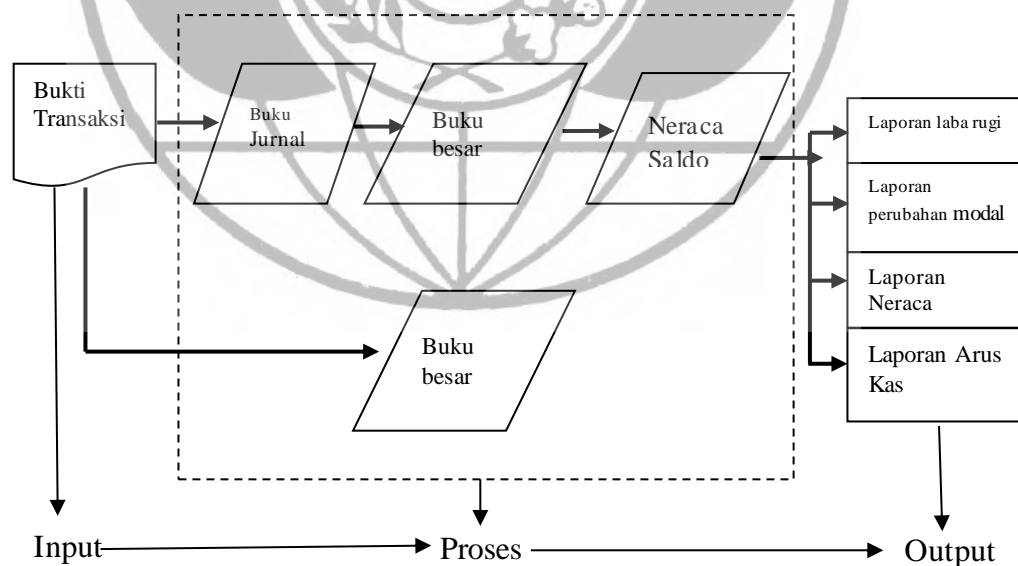 Bukti
Transaksi
Buku
Jurnal
Buku
besar
Neraca
Saldo
Laporan laba rugi
Laporan
perubahan modal
Laporan
Neraca
Laporan Arus
Kas
Buku
besar
Input
Proses
Output